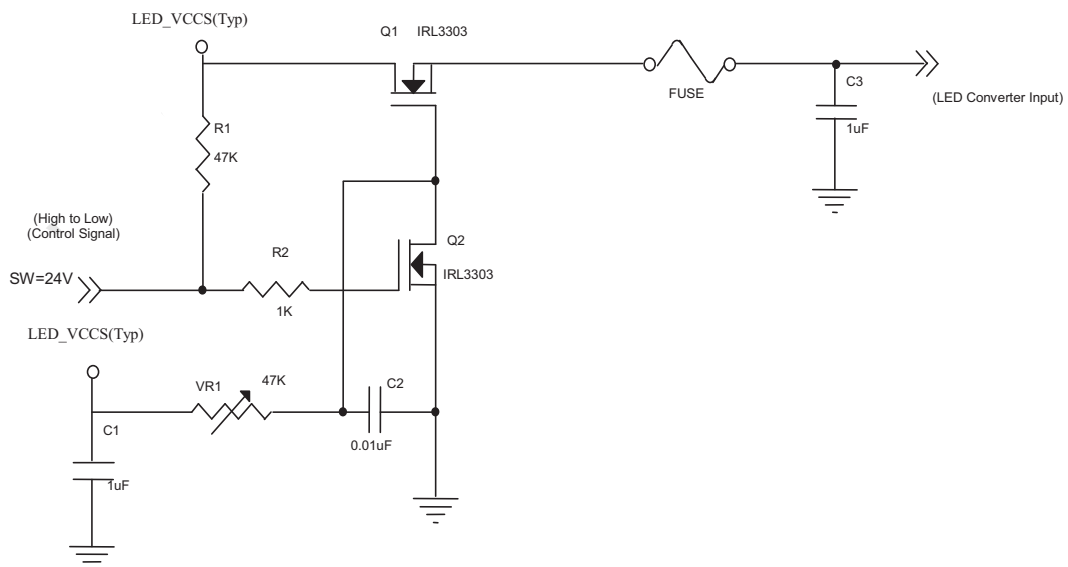 LED_VCCS(Typ)
Q1 IRL3303
FUSE
C3
(LED Converter Input)
1uF
R1
47K
(High to Low)
(Control Signal)
SW=24V
R2
1K
Q2
IRL3303
LED_VCCS(Typ)
VR1
47K
C2
0.01uF
C1
1uF